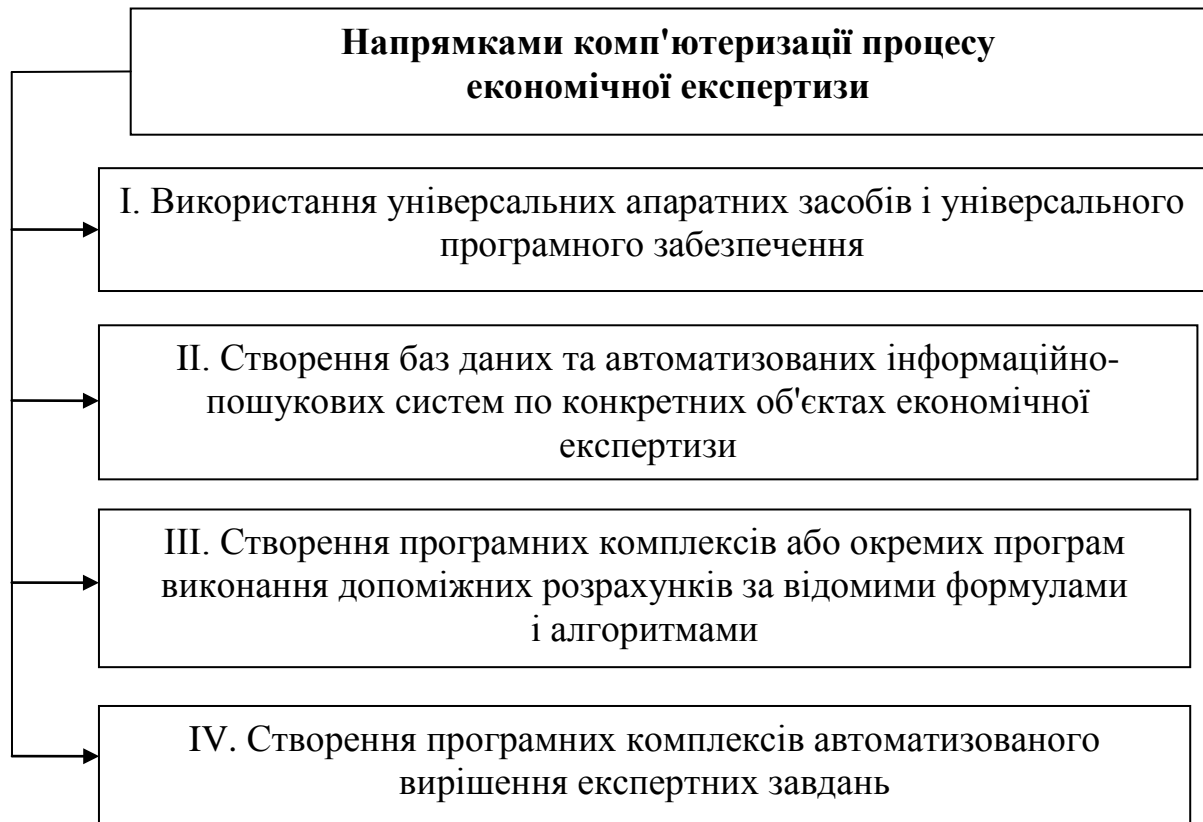 Напрямками комп'ютеризації процесу
економічної експертизи
І. Використання універсальних апаратних засобів і універсального
програмного забезпечення
ІІ. Створення баз даних та автоматизованих інформаційно-
пошукових систем по конкретних об'єктах економічної
експертизи
ІІІ. Створення програмних комплексів або окремих програм
виконання допоміжних розрахунків за відомими формулами
і алгоритмами
IV. Створення програмних комплексів автоматизованого
вирішення експертних завдань